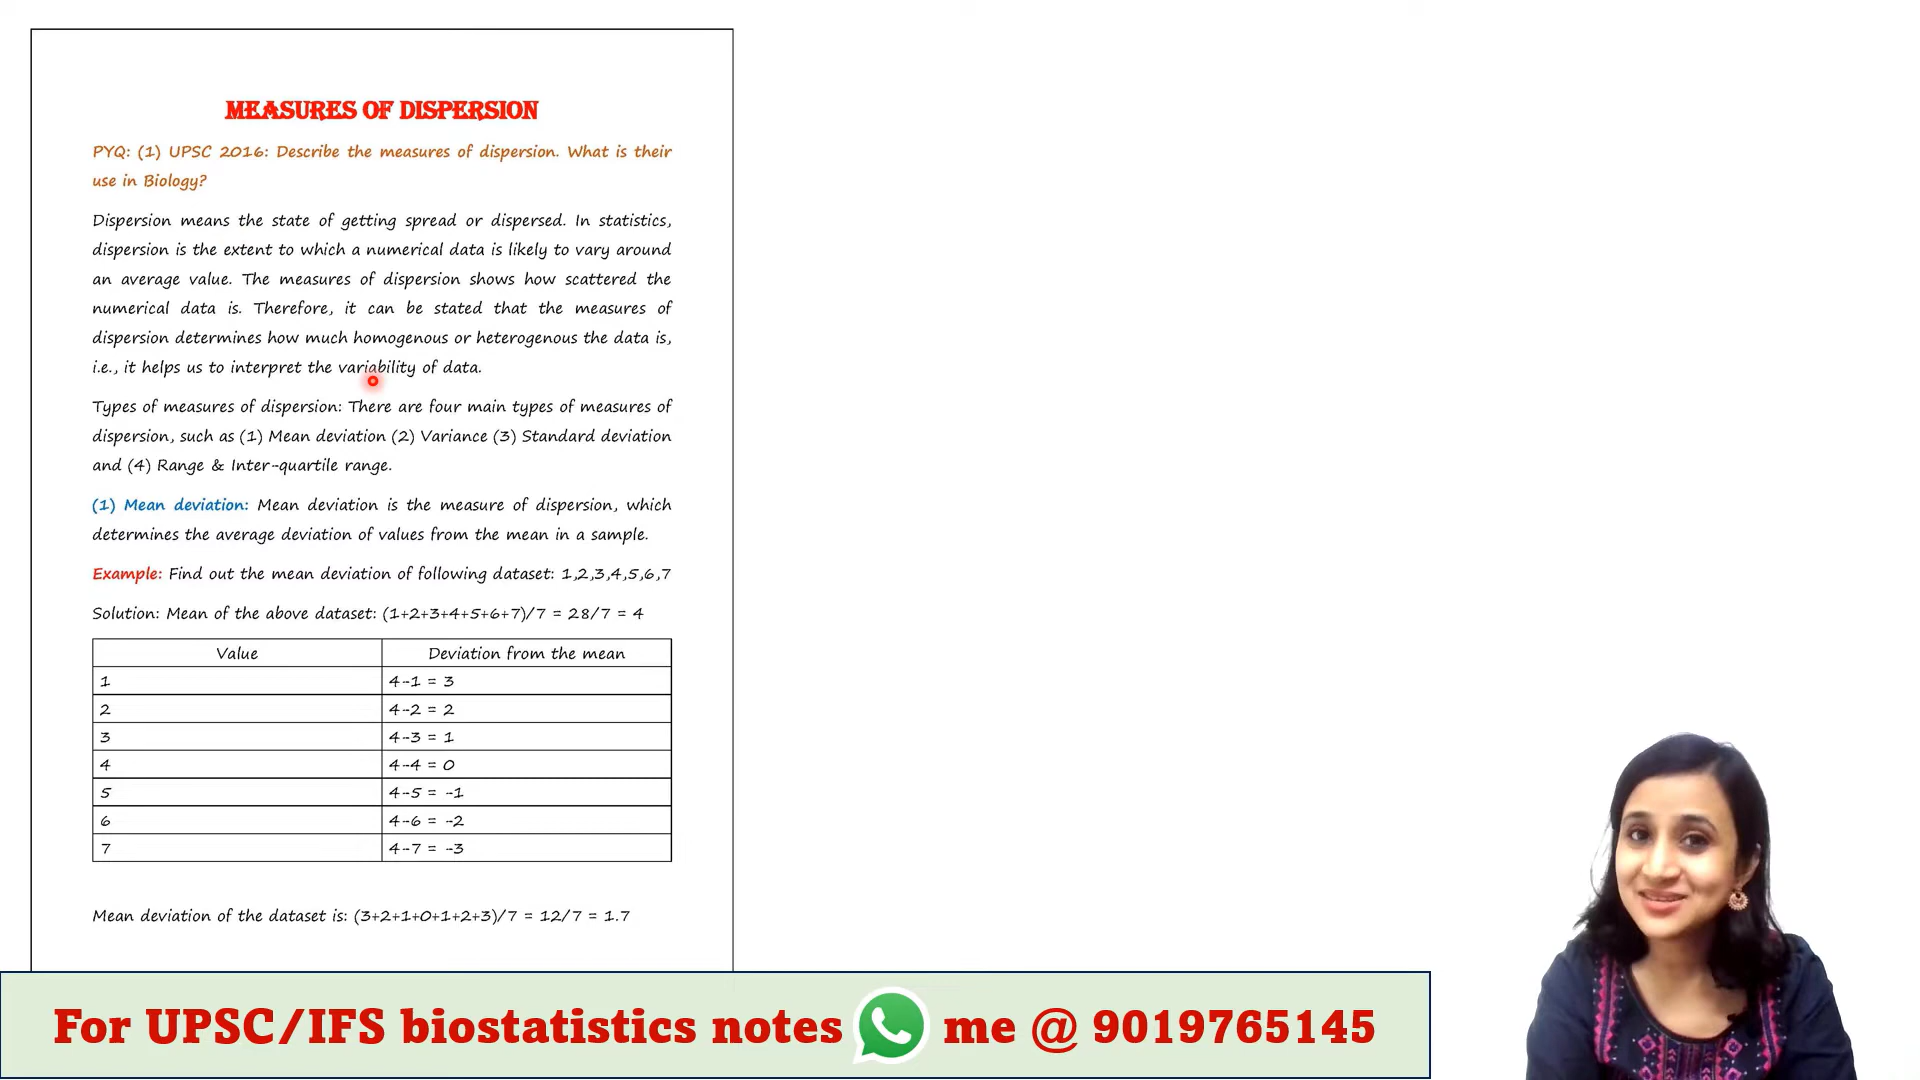 MEASURES OF DISPERSION
PYQ: (1) UPSC 2016: Describe the measures of dispersion. What is their
use in Biology?
Dispersion means the state of getting spread or dispersed. In statistics,
dispersion is the extent to which a numerical data is likely to vary around
an average value. The measures of dispersion shows how scattered the
numerical data is. Therefore, it can be stated that the measures of
dispersion determines how much homogenous or heterogenous the data is,
i.e., it helps us to interpret the variability of data.
Types of measures of dispersion: There are four main types of measures of
dispersion, such as (1) Mean deviation (2) Variance (3) Standard deviation
and (4) Range & Inter-quartile range.
(1) Mean deviation: Mean deviation is the measure of dispersion, which
determines the average deviation of values from the mean in a sample.
Example: Find out the mean deviation of following dataset: 1,2,3,4,5,6,7
Solution: Mean of the above dataset: (1+2+3+4+5+6+7)/7 = 28/7 = 4
Value Deviation from the mean
1 4-1 = 3
2 4-2 = 2
3 4-3 = 1
4 4-4 = 0
5 4-5 = -1
6 4-6 = -2
7 4-7 = -3
Mean deviation of the dataset is: (3+2+1+0+1+2+3)/7 = 12/7 = 1.7
For UPSC/IFS biostatistics notes me @ 9019765145